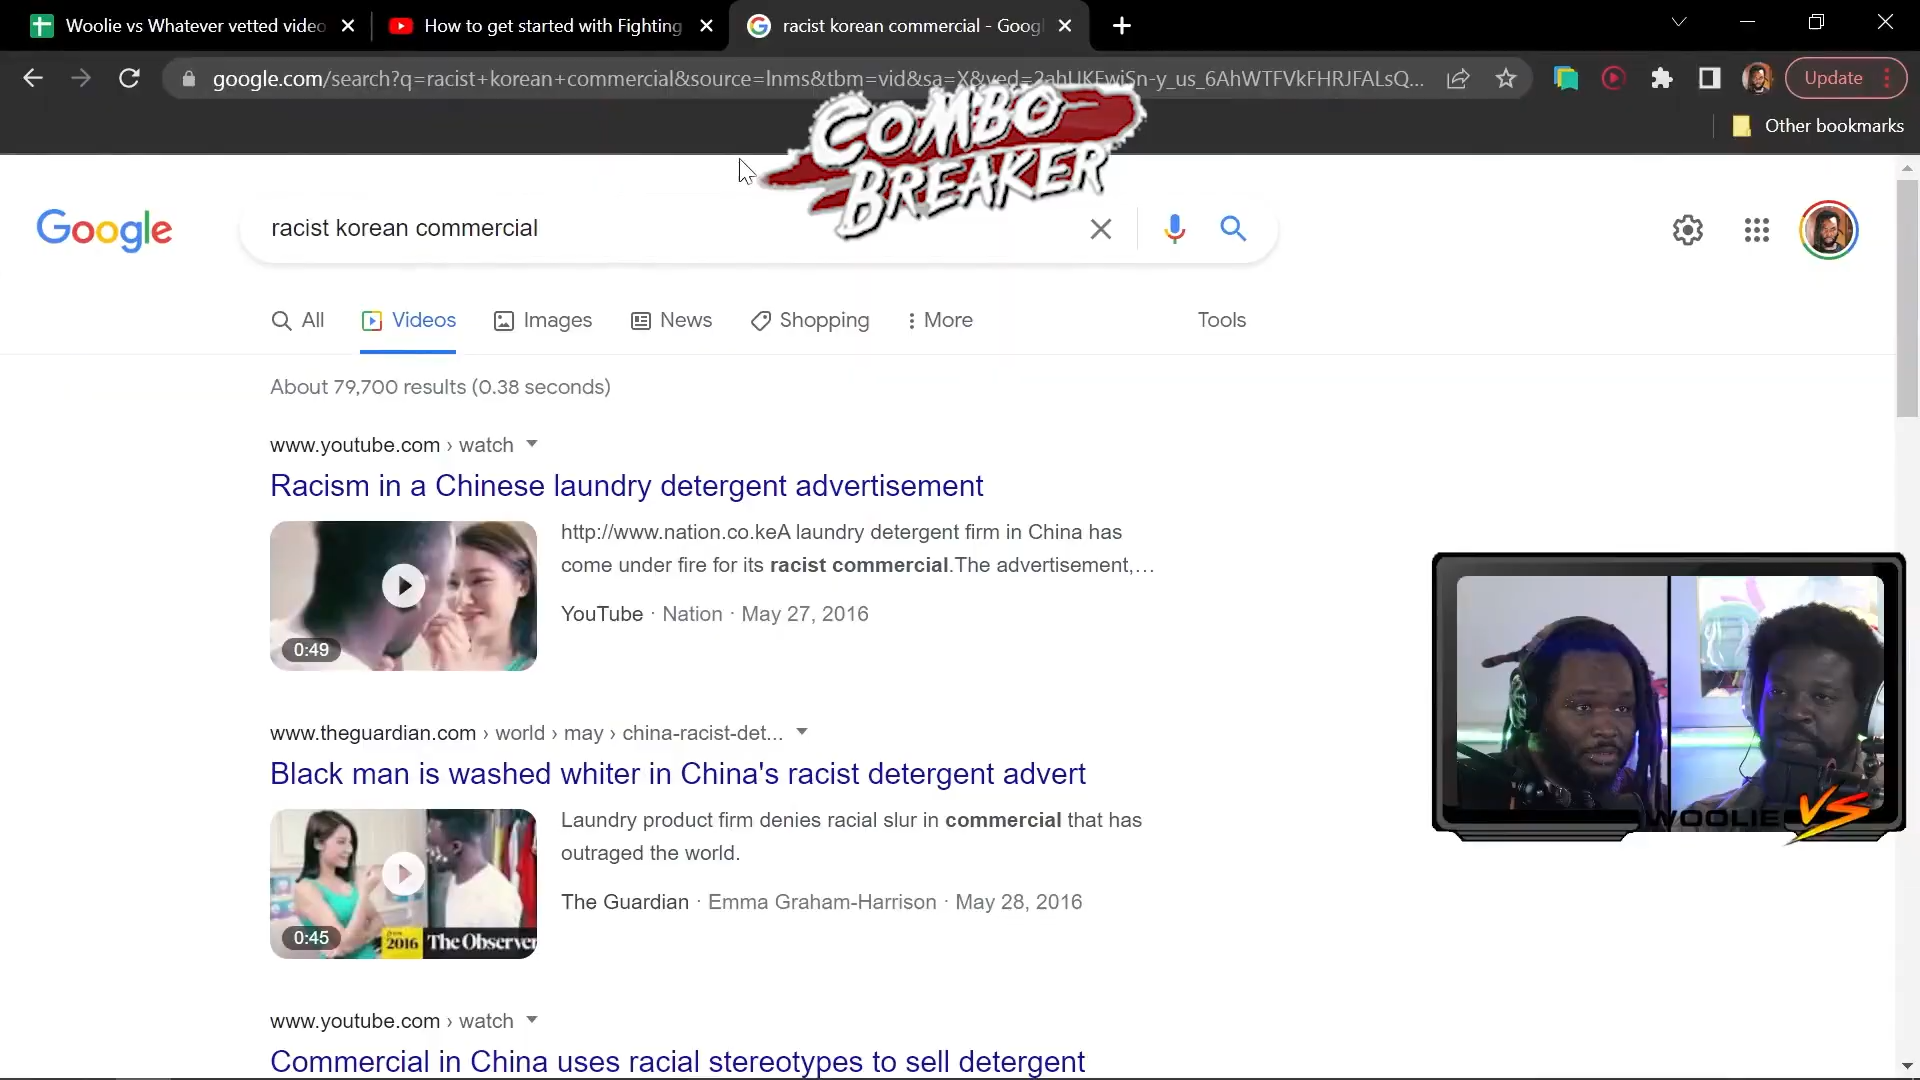 Woolie vs Whatever vetted video
How to get started with Fighting
racist korean commercial - Googl
google.com/search?q=racist+korean+commercial&source=lnms&tbm=vid&sa=X&ved=2ahUKEwiSn-y_us_6AhWTFVkFHRJFALsQ...
Update
Other bookmarks
COMBO
BREAKER
Google
racist korean commercial
All
Videos
Images
News
Shopping
More
Tools
About 79,700 results (0.38 seconds)
www.youtube.com › watch
Racism in a Chinese laundry detergent advertisement
http://www.nation.co.keA laundry detergent firm in China has
come under fire for its racist commercial.The advertisement,...
YouTube · Nation · May 27, 2016
0:49
www.theguardian.com › world › may › china-racist-det...
Black man is washed whiter in China's racist detergent advert
Laundry product firm denies racial slur in commercial that has
outraged the world.
The Guardian · Emma Graham-Harrison · May 28, 2016
0:45
2016 The Observer
WOOLIE VS
www.youtube.com › watch
Commercial in China uses racial stereotypes to sell detergent